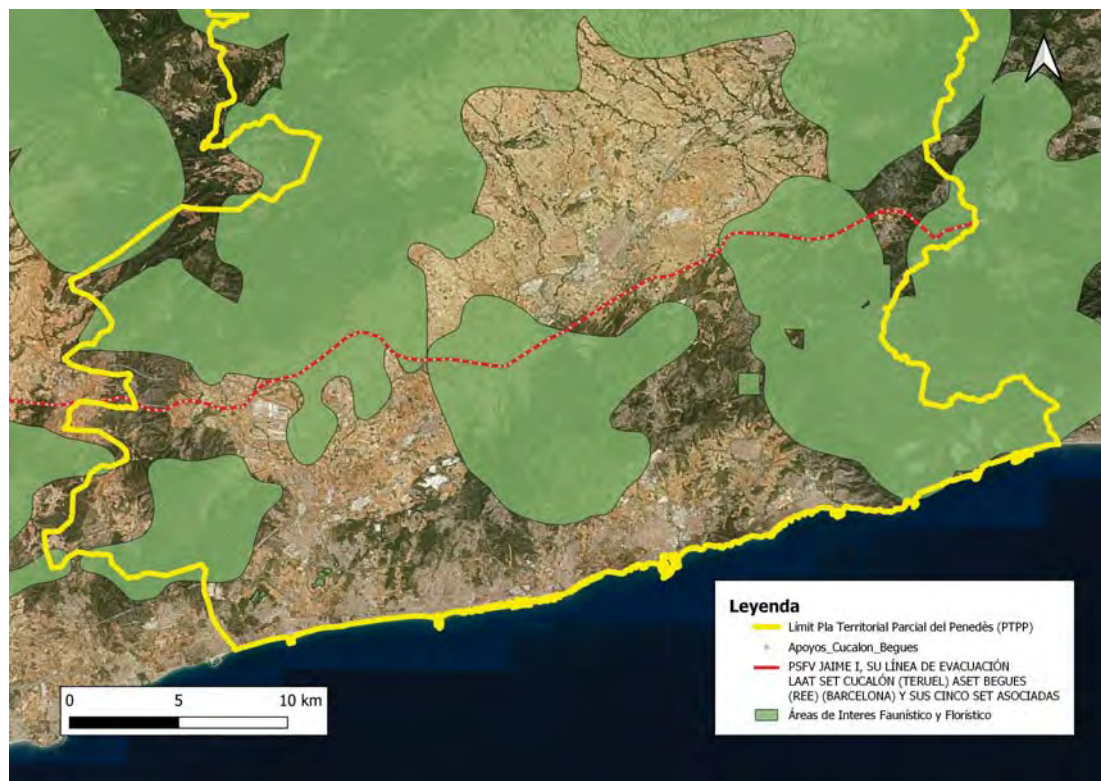 Leyenda
Límit Pla Territorial Parcial del Penedès (PTPP)
Apoyos_Cucalon_Begues
PSFV JAIME I, SU LÍNEA DE EVACUACIÓN
LAAT SET CUCALÓN (TERUEL) ASET BEGUES
(REE) (BARCELONA) Y SUS CINCO SET ASOCIADAS
Áreas de Interes Faunístico y Florístico
0 5 10 km